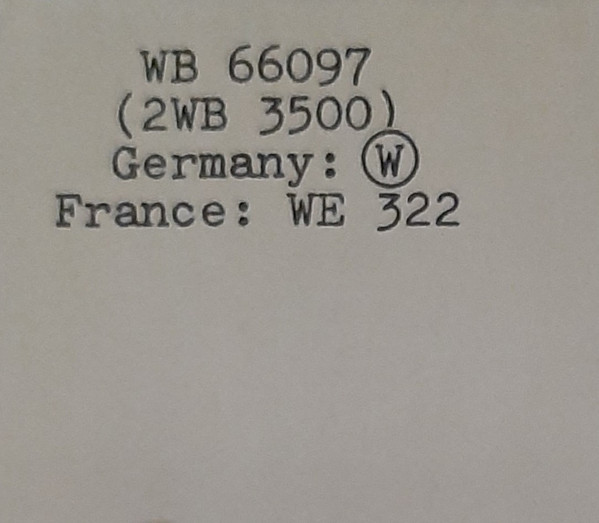 WB 66097
(2WB 3500)
Germany: Ⓦ
France: WE 322